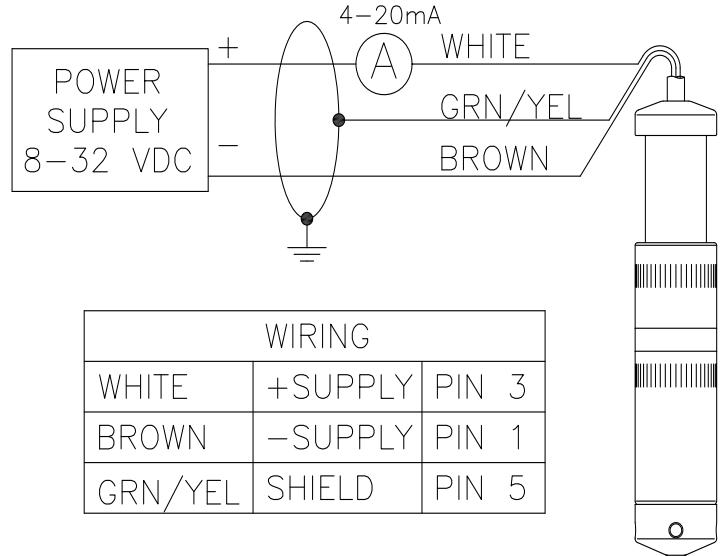 4-20mA
+
A
WHITE
POWER
SUPPLY
8-32 VDC
GRN/YEL
-
BROWN
WIRING
WHITE +SUPPLY PIN 3
BROWN -SUPPLY PIN 1
GRN/YEL SHIELD PIN 5